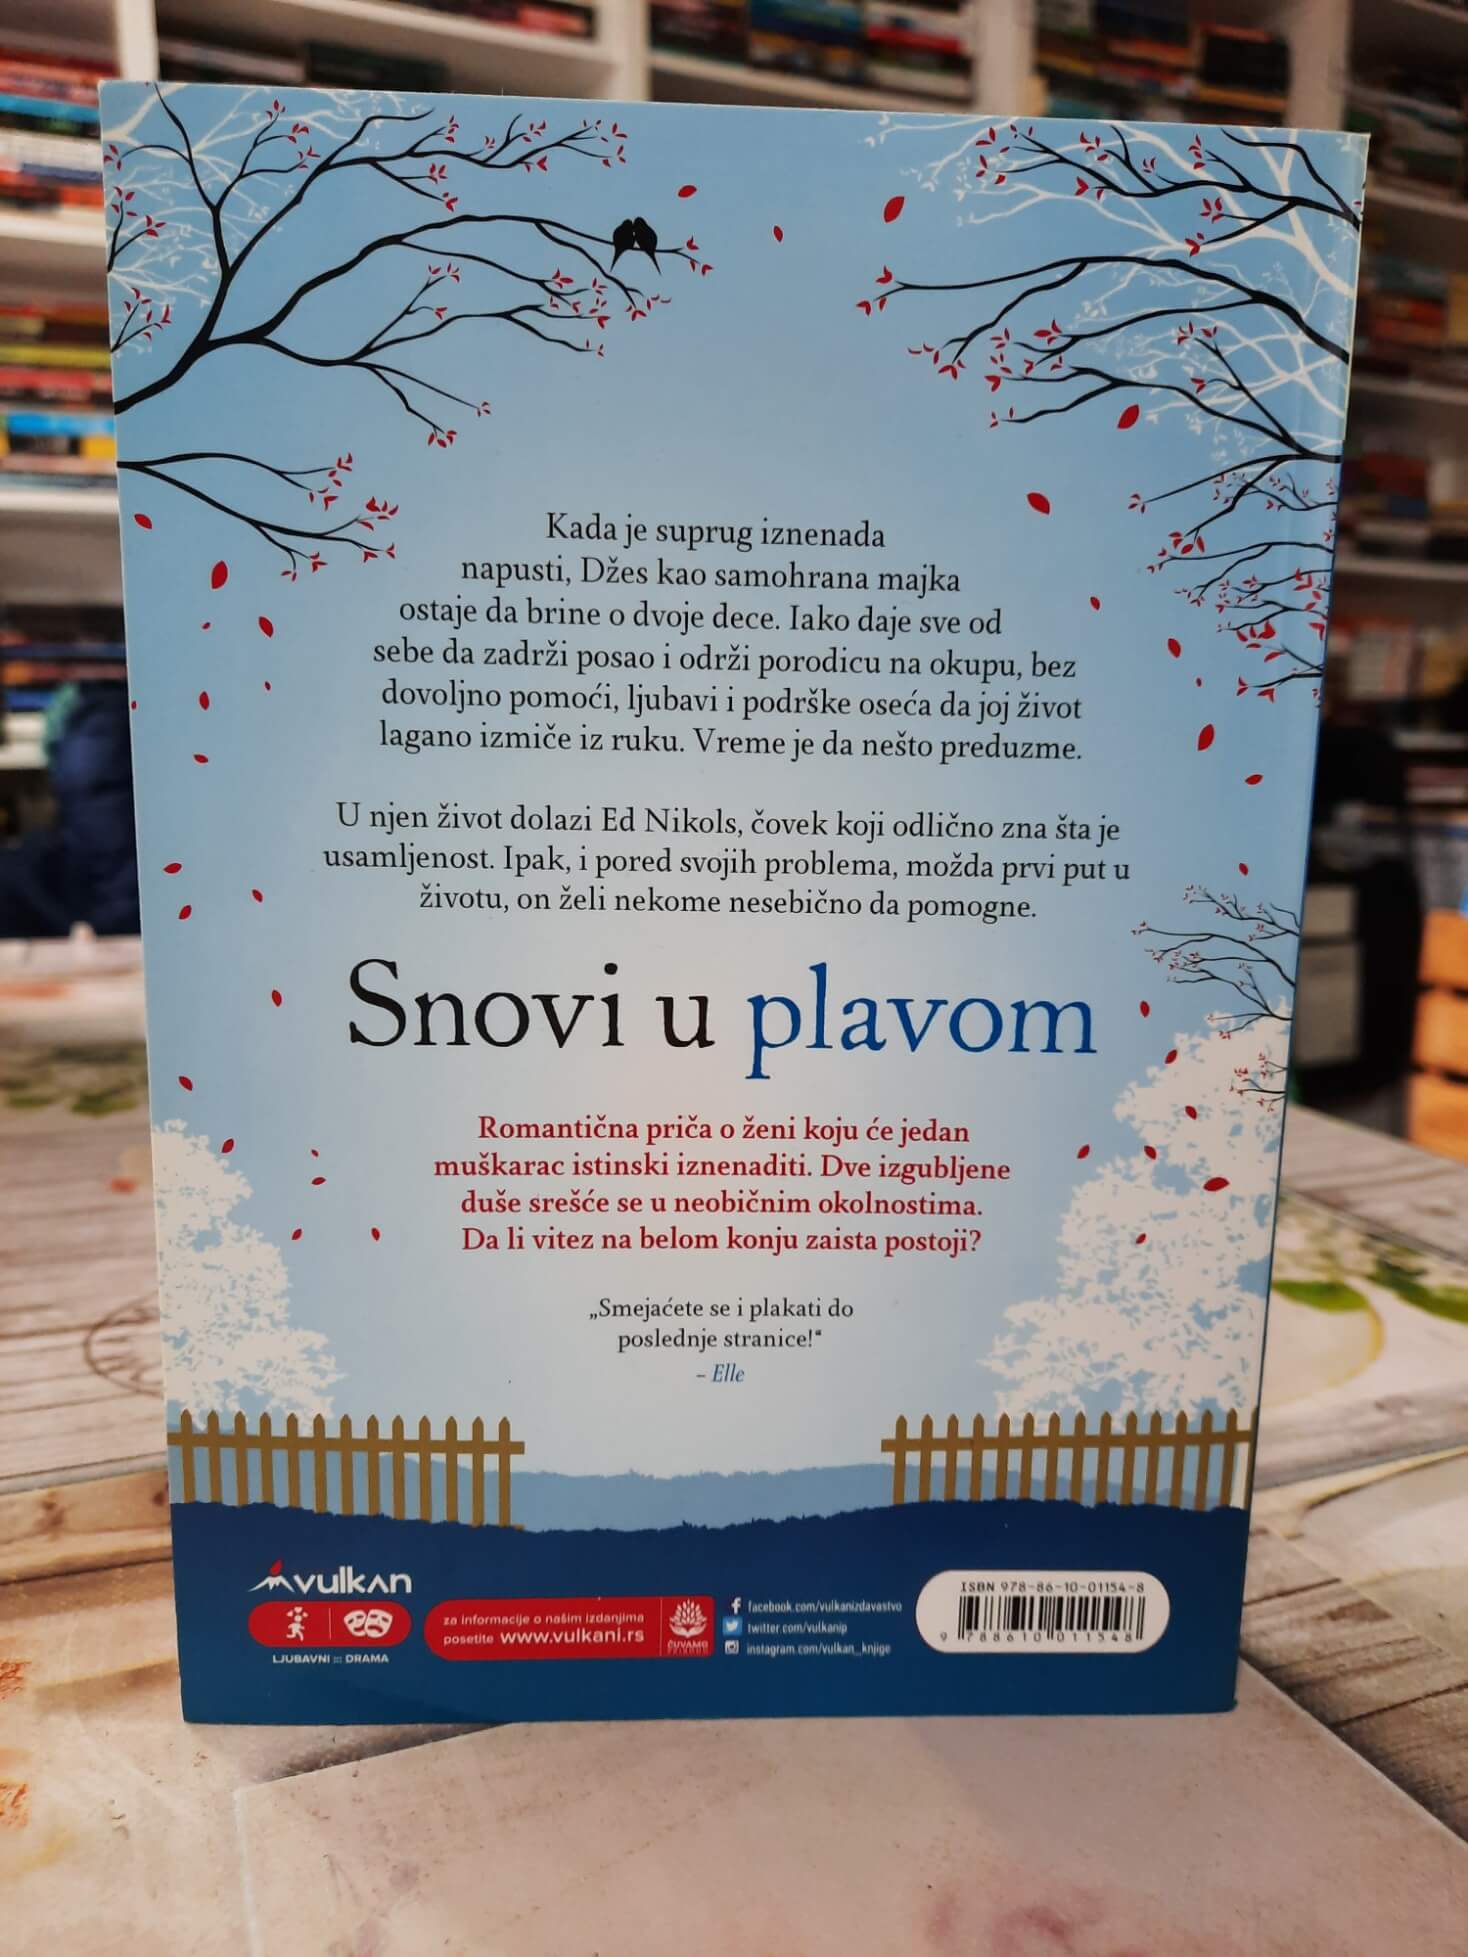 Kada je suprug iznenada
napusti, Džes kao samohrana majka
ostaje da brine o dvoje dece. Iako daje sve od
sebe da zadrži posao i održi porodicu na okupu, bez
dovoljno pomoći, ljubavi i podrške oseća da joj život
lagano izmiče iz ruku. Vreme je da nešto preduzme.
U njen život dolazi Ed Nikols, čovek koji odlično zna šta je
usamljenost. Ipak, i pored svojih problema, možda prvi put u
životu, on želi nekome nesebično da pomogne.
Snovi u plavom
Romantična priča o ženi koju će jedan
muškarac istinski iznenaditi. Dve izgubljene
duše srešće se u neobičnim okolnostima.
Da li vitez na belom konju zaista postoji?
„Smejaćete se i plakati do
poslednje stranice!“
– Elle
vulkan
LJUBAVNI ::: DRAMA
za informacije o našim izdanjima
posetite www.vulkani.rs
ČUVAMO
PRIRODU
facebook.com/vulkanizdavastvo
twitter.com/vulkanip
instagram.com/vulkan_knjige
ISBN 978-86-10-01154-8
9 788610 011548